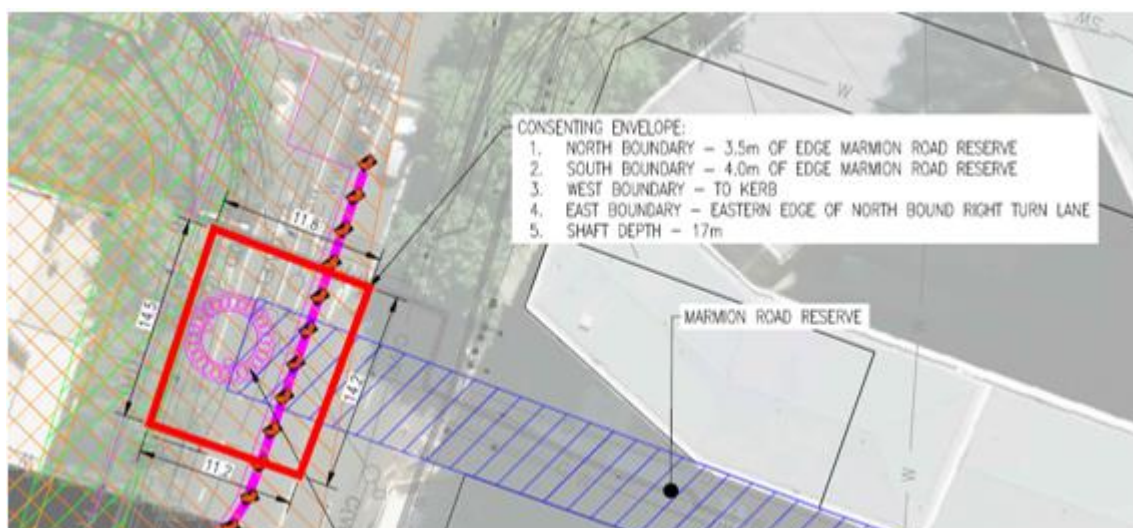 CONSENTING ENVELOPE:
1. NORTH BOUNDARY – 3.5m OF EDGE MARMION ROAD RESERVE
2. SOUTH BOUNDARY – 4.0m OF EDGE MARMION ROAD RESERVE
3. WEST BOUNDARY – TO KERB
4. EAST BOUNDARY – EASTERN EDGE OF NORTH BOUND RIGHT TURN LANE
5. SHAFT DEPTH – 17m
11.6
14.5
MARMION ROAD RESERVE
14.2
11.2
SW
W
W
W
SW